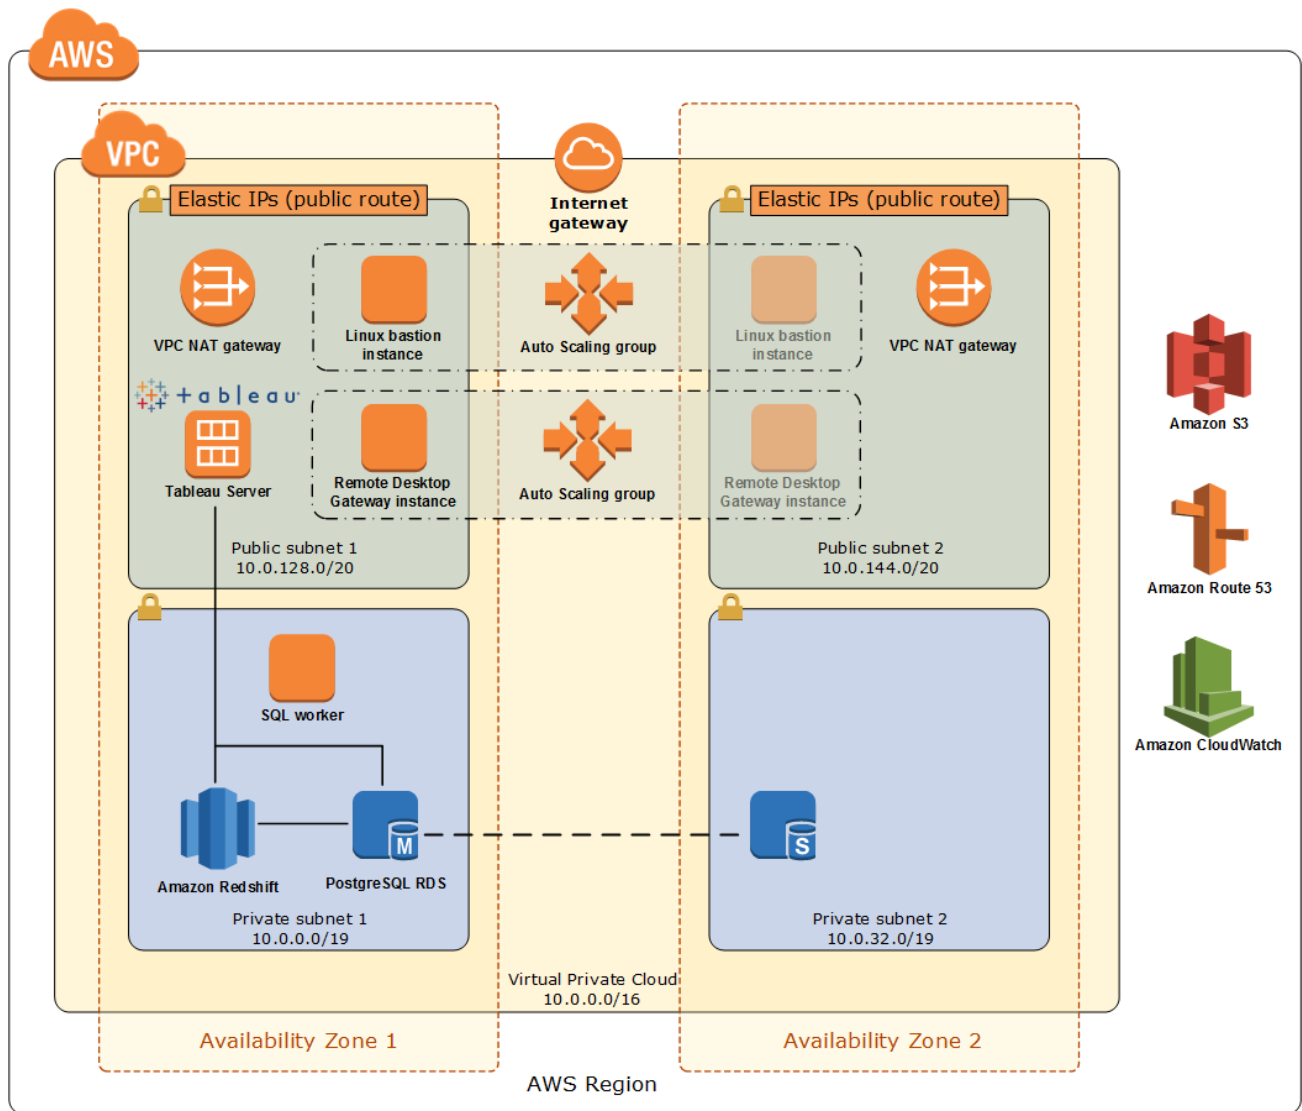 AWS
VPC
Elastic IPs (public route)
Internet
gateway
Elastic IPs (public route)
VPC NAT gateway
Linux bastion
instance
Auto Scaling group
Linux bastion
instance
VPC NAT gateway
+ a b | e a u
Tableau Server
Remote Desktop
Gateway instance
Auto Scaling group
Remote Desktop
Gateway instance
Public subnet 1
10.0.128.0/20
Public subnet 2
10.0.144.0/20
Amazon S3
Amazon Route 53
Amazon CloudWatch
SQL worker
Amazon Redshift
M
PostgreSQL RDS
S
Private subnet 1
10.0.0.0/19
Private subnet 2
10.0.32.0/19
Virtual Private Cloud
10.0.0.0/16
Availability Zone 1
Availability Zone 2
AWS Region